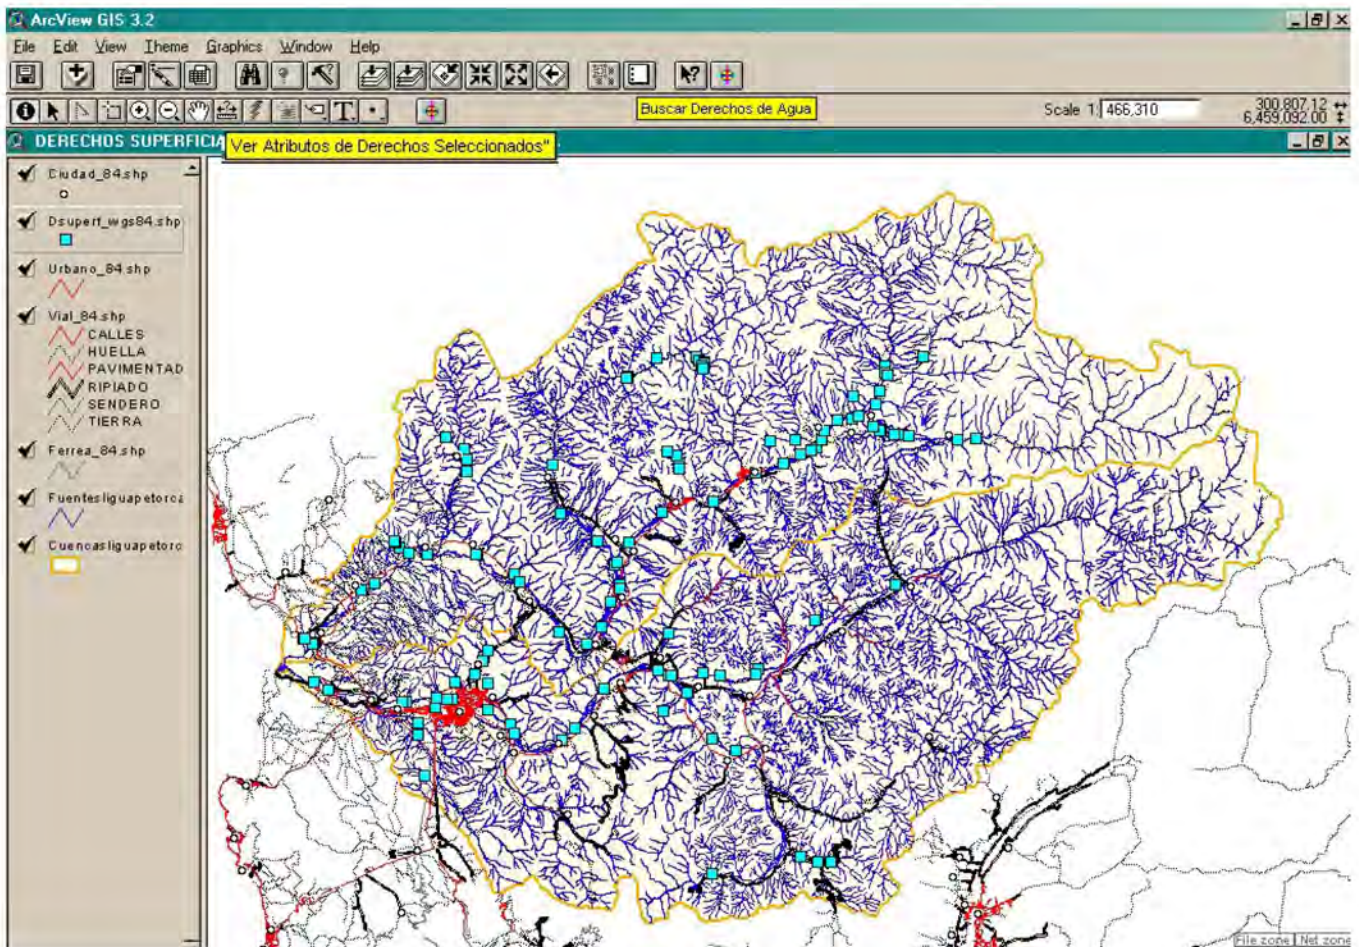 ArcView GIS 3.2
File Edit View Theme Graphics Window Help
Buscar Derechos de Agua
Scale 1: 466,310
300,807.12
6,459,092.00
DERECHOS SUPERFICIA
Ver Atributos de Derechos Seleccionados"
Ciudad_84.shp
Dsuperf_wgs84.shp
Urbano_84.shp
Vial_84.shp
CALLES
HUELLA
PAVIMENTAD
RIPIADO
SENDERO
TIERRA
Ferrea_84.shp
Fuentesliguapetorca
Cuencasliguapetorc
File zone Net zone